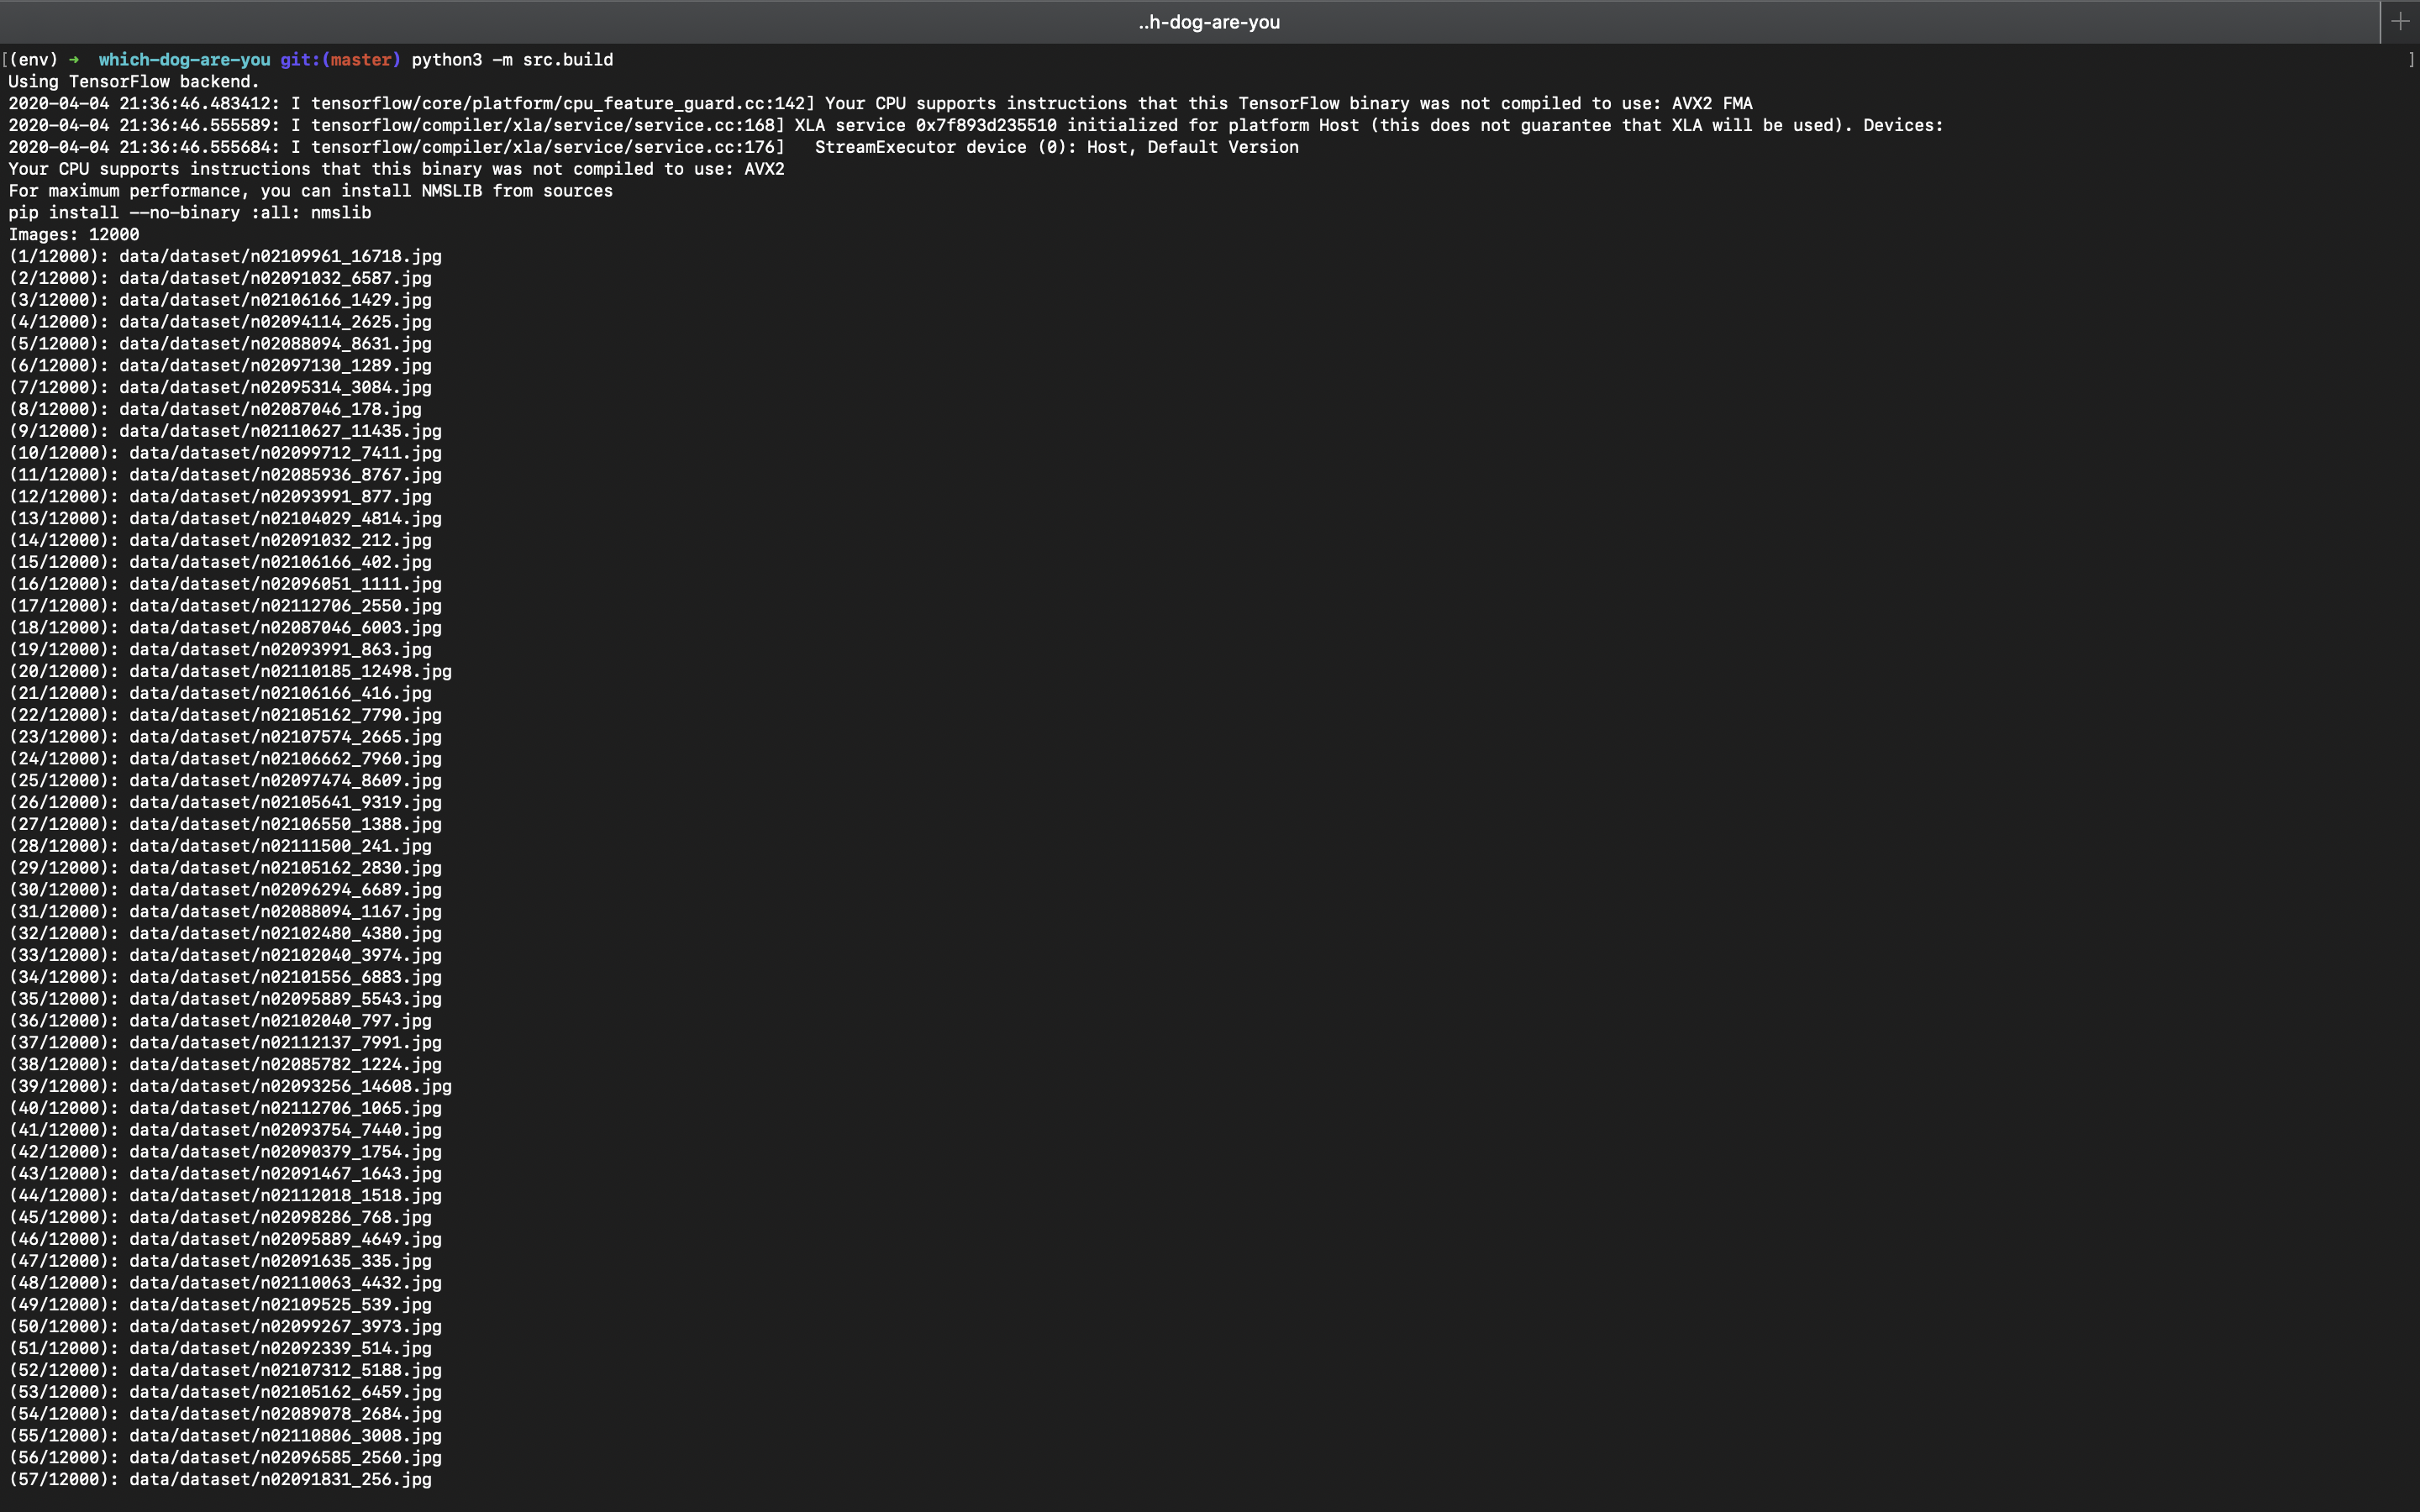 ..h-dog-are-you
[(env) → which-dog-are-you git:(master) python3 -m src.build ]
Using TensorFlow backend.
2020-04-04 21:36:46.483412: I tensorflow/core/platform/cpu_feature_guard.cc:142] Your CPU supports instructions that this TensorFlow binary was not compiled to use: AVX2 FMA
2020-04-04 21:36:46.555589: I tensorflow/compiler/xla/service/service.cc:168] XLA service 0x7f893d235510 initialized for platform Host (this does not guarantee that XLA will be used). Devices:
2020-04-04 21:36:46.555684: I tensorflow/compiler/xla/service/service.cc:176]   StreamExecutor device (0): Host, Default Version
Your CPU supports instructions that this binary was not compiled to use: AVX2
For maximum performance, you can install NMSLIB from sources
pip install --no-binary :all: nmslib
Images: 12000
(1/12000): data/dataset/n02109961_16718.jpg
(2/12000): data/dataset/n02091032_6587.jpg
(3/12000): data/dataset/n02106166_1429.jpg
(4/12000): data/dataset/n02094114_2625.jpg
(5/12000): data/dataset/n02088094_8631.jpg
(6/12000): data/dataset/n02097130_1289.jpg
(7/12000): data/dataset/n02095314_3084.jpg
(8/12000): data/dataset/n02087046_178.jpg
(9/12000): data/dataset/n02110627_11435.jpg
(10/12000): data/dataset/n02099712_7411.jpg
(11/12000): data/dataset/n02085936_8767.jpg
(12/12000): data/dataset/n02093991_877.jpg
(13/12000): data/dataset/n02104029_4814.jpg
(14/12000): data/dataset/n02091032_212.jpg
(15/12000): data/dataset/n02106166_402.jpg
(16/12000): data/dataset/n02096051_1111.jpg
(17/12000): data/dataset/n02112706_2550.jpg
(18/12000): data/dataset/n02087046_6003.jpg
(19/12000): data/dataset/n02093991_863.jpg
(20/12000): data/dataset/n02110185_12498.jpg
(21/12000): data/dataset/n02106166_416.jpg
(22/12000): data/dataset/n02105162_7790.jpg
(23/12000): data/dataset/n02107574_2665.jpg
(24/12000): data/dataset/n02106662_7960.jpg
(25/12000): data/dataset/n02097474_8609.jpg
(26/12000): data/dataset/n02105641_9319.jpg
(27/12000): data/dataset/n02106550_1388.jpg
(28/12000): data/dataset/n02111500_241.jpg
(29/12000): data/dataset/n02105162_2830.jpg
(30/12000): data/dataset/n02096294_6689.jpg
(31/12000): data/dataset/n02088094_1167.jpg
(32/12000): data/dataset/n02102480_4380.jpg
(33/12000): data/dataset/n02102040_3974.jpg
(34/12000): data/dataset/n02101556_6883.jpg
(35/12000): data/dataset/n02095889_5543.jpg
(36/12000): data/dataset/n02102040_797.jpg
(37/12000): data/dataset/n02112137_7991.jpg
(38/12000): data/dataset/n02085782_1224.jpg
(39/12000): data/dataset/n02093256_14608.jpg
(40/12000): data/dataset/n02112706_1065.jpg
(41/12000): data/dataset/n02093754_7440.jpg
(42/12000): data/dataset/n02090379_1754.jpg
(43/12000): data/dataset/n02091467_1643.jpg
(44/12000): data/dataset/n02112018_1518.jpg
(45/12000): data/dataset/n02098286_768.jpg
(46/12000): data/dataset/n02095889_4649.jpg
(47/12000): data/dataset/n02091635_335.jpg
(48/12000): data/dataset/n02110063_4432.jpg
(49/12000): data/dataset/n02109525_539.jpg
(50/12000): data/dataset/n02099267_3973.jpg
(51/12000): data/dataset/n02092339_514.jpg
(52/12000): data/dataset/n02107312_5188.jpg
(53/12000): data/dataset/n02105162_6459.jpg
(54/12000): data/dataset/n02089078_2684.jpg
(55/12000): data/dataset/n02110806_3008.jpg
(56/12000): data/dataset/n02096585_2560.jpg
(57/12000): data/dataset/n02091831_256.jpg